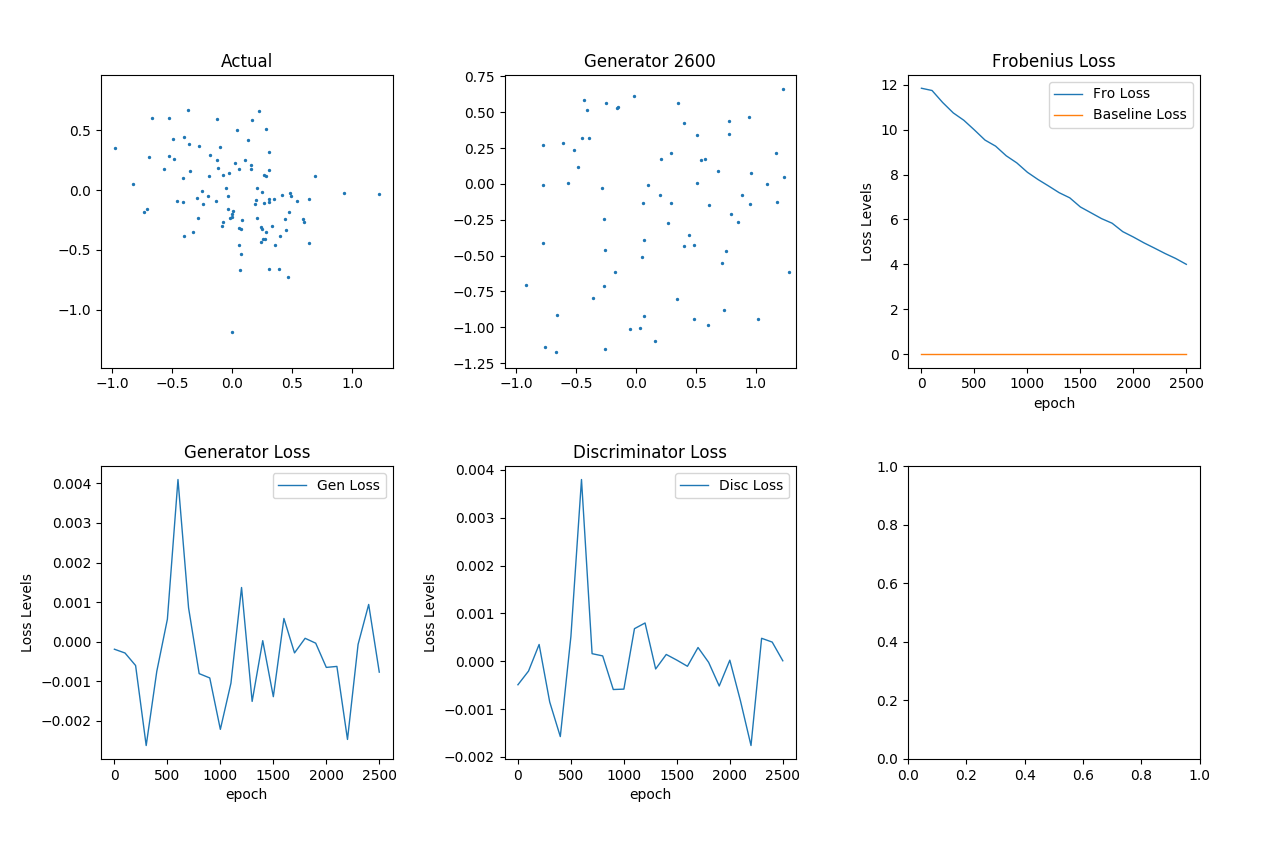 Actual
0.5
0.0
−0.5
−1.0
−1.0 −0.5 0.0 0.5 1.0
Generator 2600
0.75
0.50
0.25
0.00
−0.25
−0.50
−0.75
−1.00
−1.25
−1.0 −0.5 0.0 0.5 1.0
Frobenius Loss
Fro Loss
Baseline Loss
Loss Levels
12
10
8
6
4
2
0
0 500 1000 1500 2000 2500
epoch
Generator Loss
Gen Loss
Loss Levels
0.004
0.003
0.002
0.001
0.000
−0.001
−0.002
0 500 1000 1500 2000 2500
epoch
Discriminator Loss
Disc Loss
Loss Levels
0.004
0.003
0.002
0.001
0.000
−0.001
−0.002
0 500 1000 1500 2000 2500
epoch
1.0
0.8
0.6
0.4
0.2
0.0
0.0 0.2 0.4 0.6 0.8 1.0